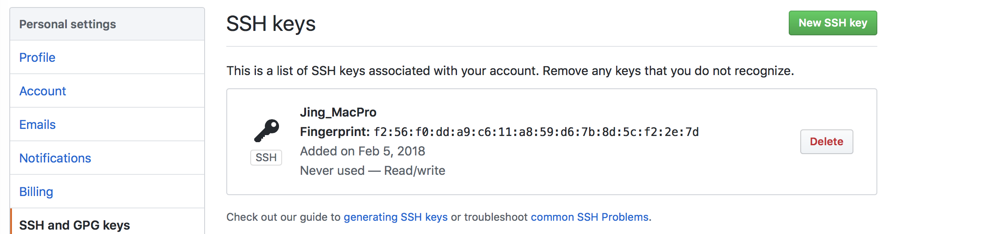 Personal settings
Profile
Account
Emails
Notifications
Billing
SSH and GPG keys
SSH keys
New SSH key
This is a list of SSH keys associated with your account. Remove any keys that you do not recognize.
Jing_MacPro
Fingerprint: f2:56:f0:dd:a9:c6:11:a8:59:d6:7b:8d:5c:f2:2e:7d
Added on Feb 5, 2018
Never used — Read/write
SSH
Delete
Check out our guide to generating SSH keys or troubleshoot common SSH Problems.